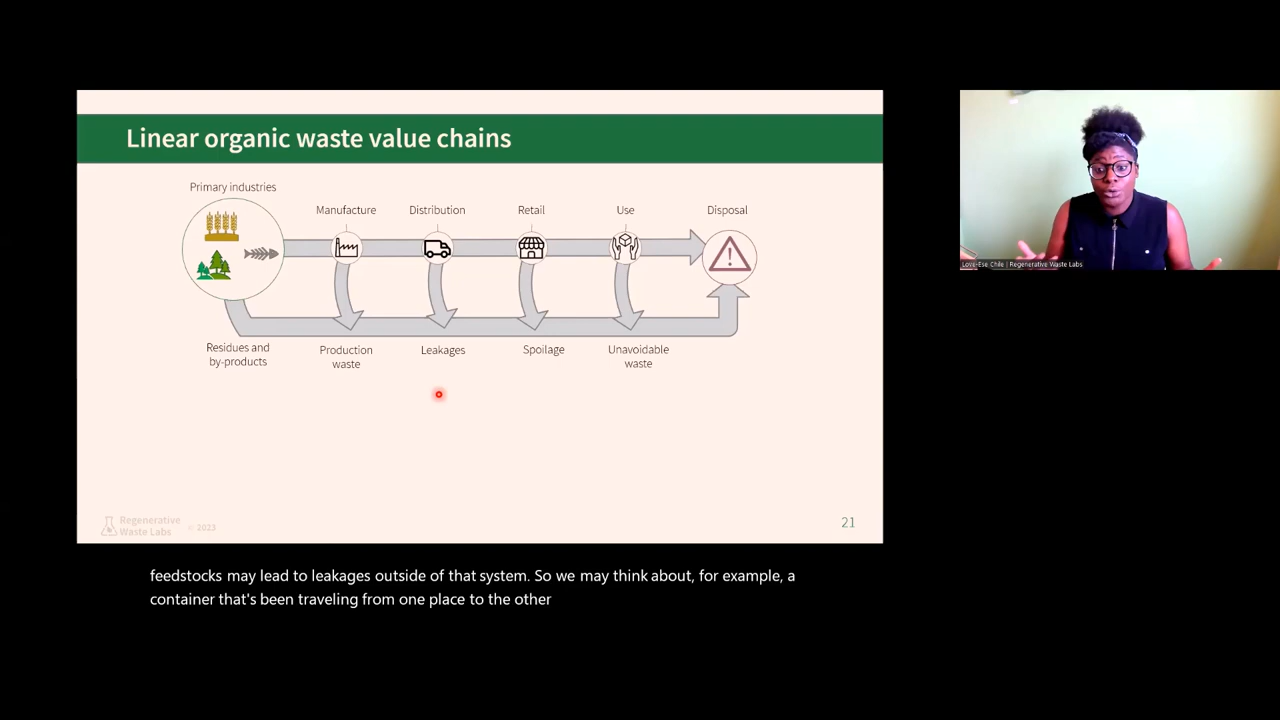 Linear organic waste value chains
Primary industries
Manufacture
Distribution
Retail
Use
Disposal
Residues and
by-products
Production
waste
Leakages
Spoilage
Unavoidable
waste
Regenerative
Waste Labs
© 2023
21
Love-Ese Chile | Regenerative Waste Labs
feedstocks may lead to leakages outside of that system. So we may think about, for example, a
container that's been traveling from one place to the other